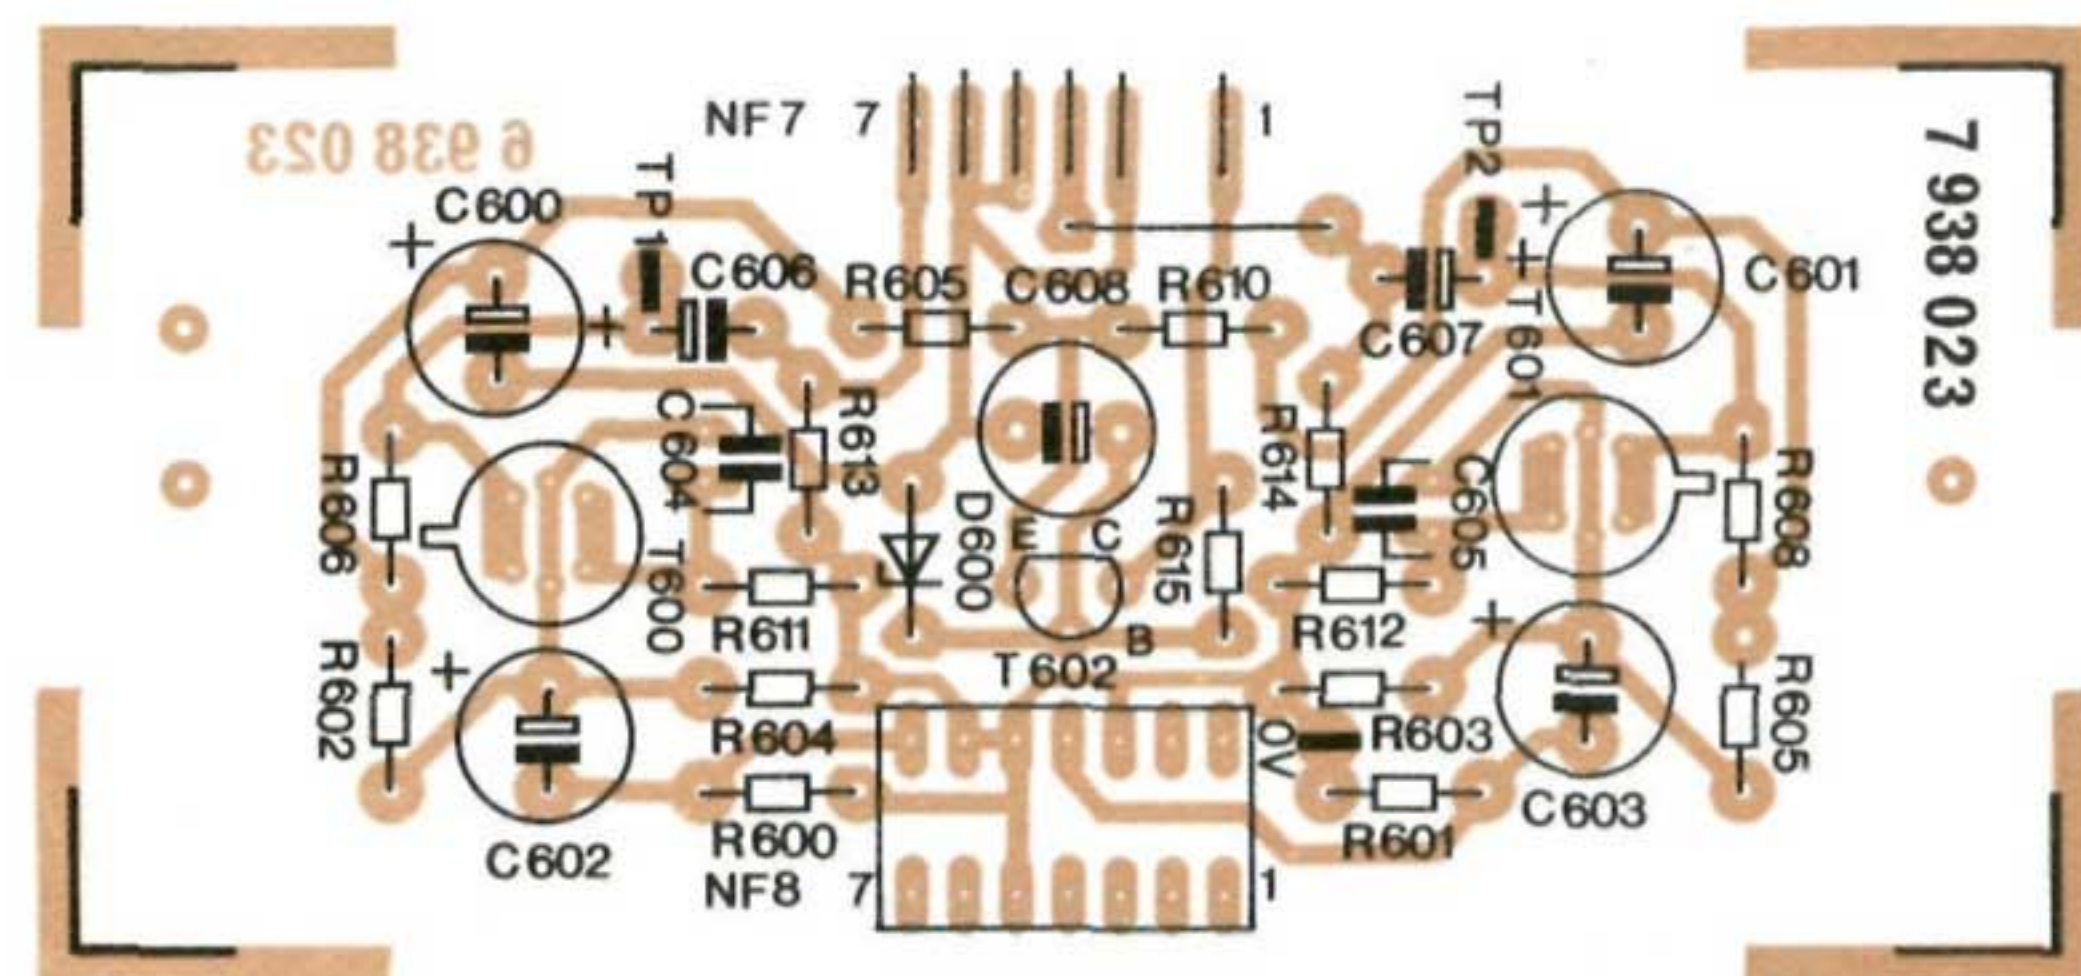 NF7 7
1
6 938 023
TP1
TP2
7 938 023
C600
+
C606
+
R605
C608
R610
C607
+
T601
+
C601
C604
R613
R614
C605
R606
T600
D600
E
C
B
R615
R608
R611
T602
R612
R602
+
R604
0V
R603
+
R605
C602
R600
R601
C603
NF8 7
1